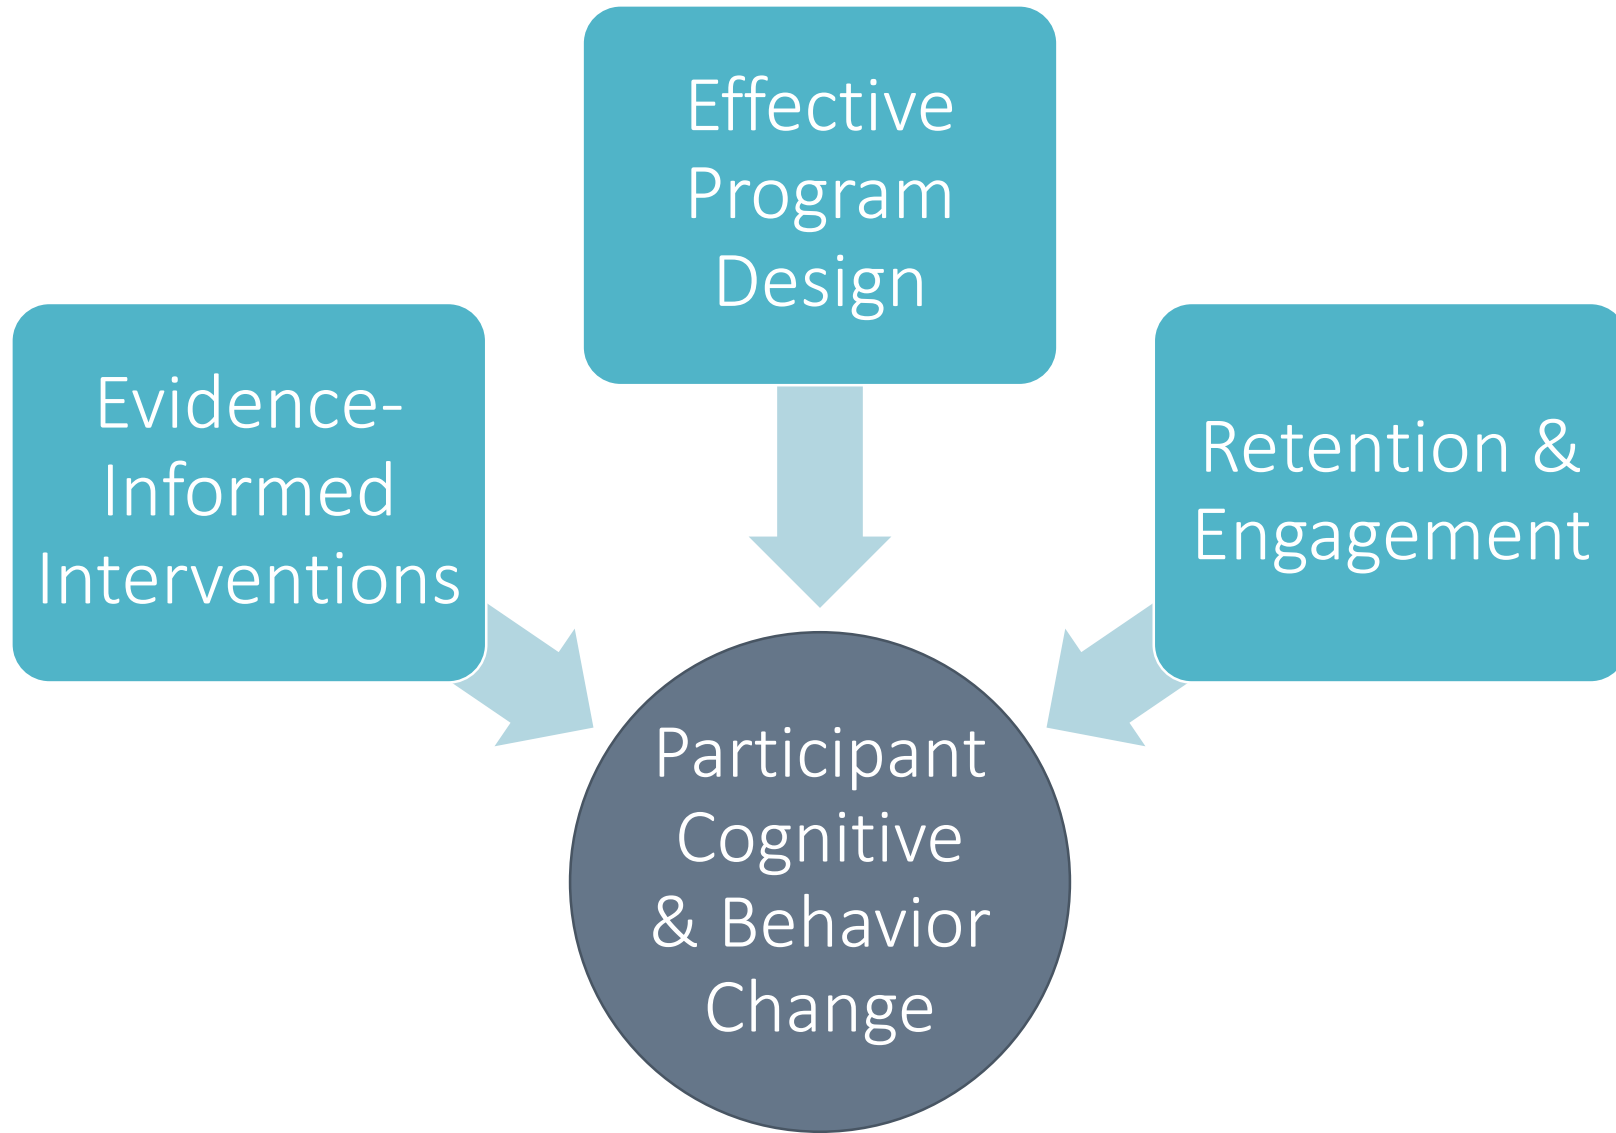 Effective
Program
Design
Evidence-
Informed
Interventions
Retention &
Engagement
Participant
Cognitive
& Behavior
Change